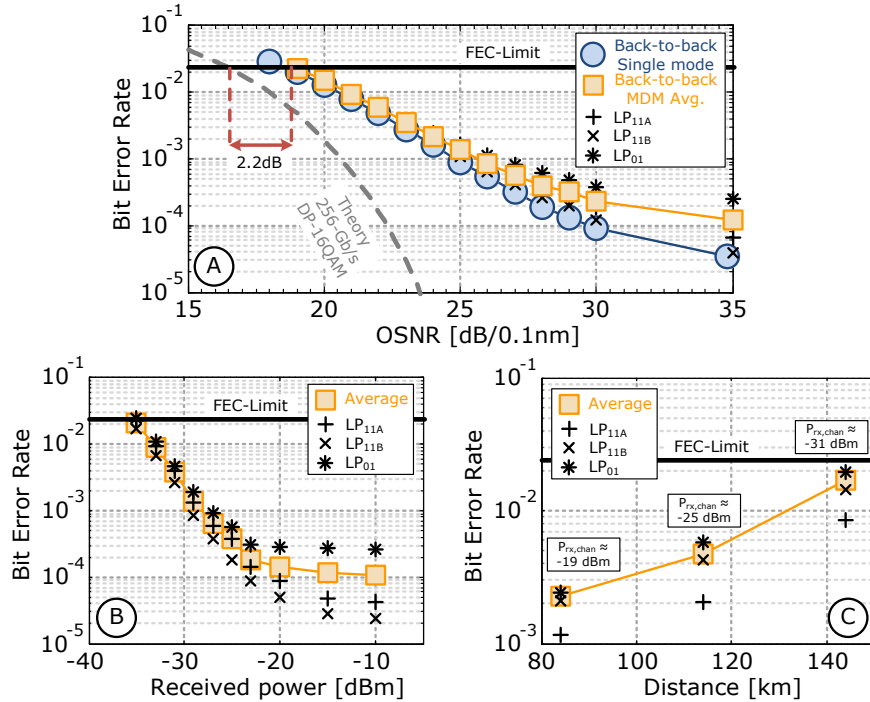 10⁻¹
10⁻²
10⁻³
10⁻⁴
10⁻⁵
Bit Error Rate
FEC-Limit
Back-to-back
Single mode
Back-to-back
MDM Avg.
LP₁₁A
LP₁₁B
LP₀₁
2.2dB
Theory
256-Gb/s
DP-16QAM
A
15 20 25 30 35
OSNR [dB/0.1nm]
10⁻¹
10⁻²
10⁻³
10⁻⁴
10⁻⁵
Bit Error Rate
FEC-Limit
Average
LP₁₁A
LP₁₁B
LP₀₁
B
-40 -30 -20 -10
Received power [dBm]
10⁻¹
10⁻²
10⁻³
Bit Error Rate
Average
LP₁₁A
LP₁₁B
LP₀₁
FEC-Limit
Pᵣₓ,chan ≈
-31 dBm
Pᵣₓ,chan ≈
-25 dBm
Pᵣₓ,chan ≈
-19 dBm
C
80 100 120 140
Distance [km]